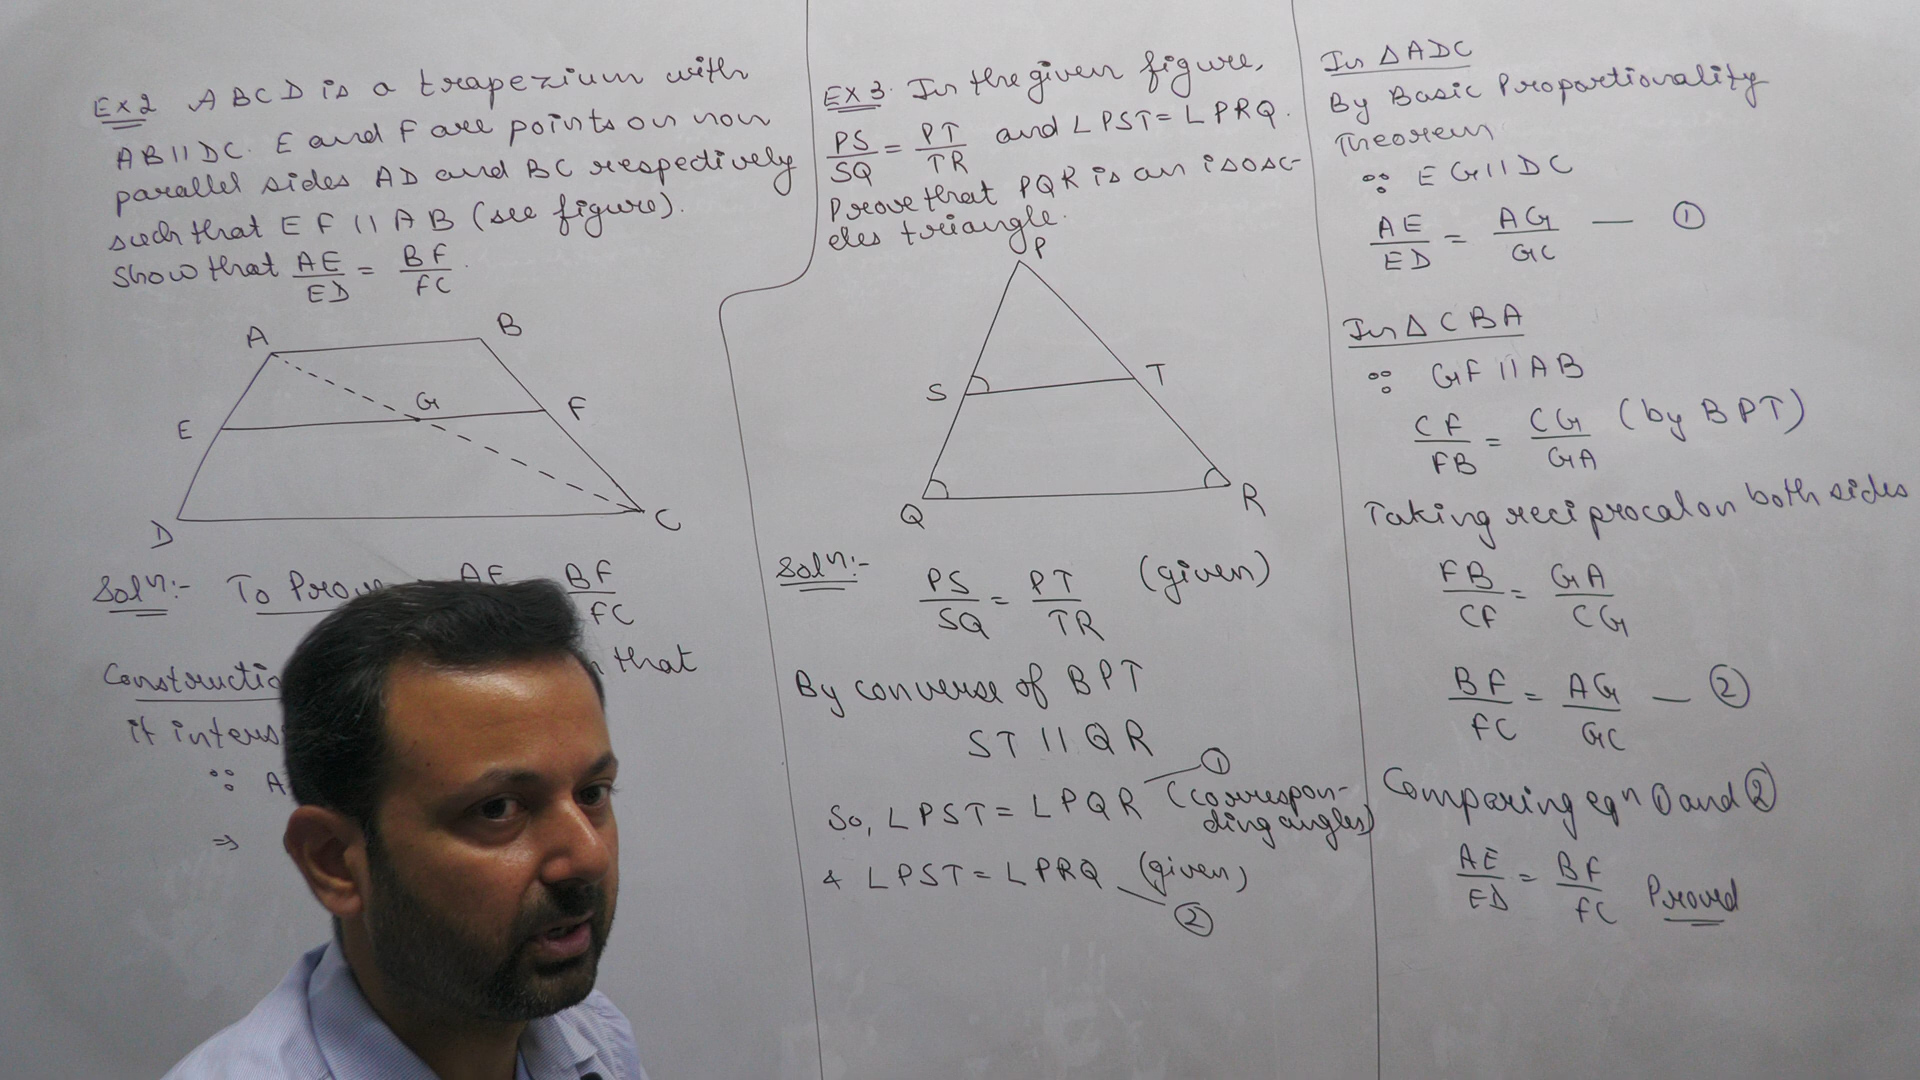 Ex2 ABCD is a trapezium with
AB || DC. E and F are points on non
parallel sides AD and BC respectively
such that EF || AB (see figure).
Show that AE/ED = BF/FC.
A
B
G
E
F
D
C
Solⁿ:- To Prove AE BF/FC
Construction that
it inters
∵ A
⇒
EX 3. In the given figure,
PS/SQ = PT/TR and ∠PST = ∠PRQ.
Prove that PQR is an isosc-
eles triangle.
P
S
T
Q
R
Solⁿ:- PS/SQ = PT/TR (given)
By converse of BPT
ST || QR
①
So, ∠PST = ∠PQR (correspon-
ding angles)
& ∠PST = ∠PRQ (given)
②
In △ADC
By Basic Proportionality
Theorem
∵ EG || DC
AE/ED = AG/GC — ①
In △CBA
∵ GF || AB
CF/FB = CG/GA (by BPT)
Taking reciprocal on both sides
FB/CF = GA/CG
BF/FC = AG/GC — ②
Comparing eqⁿ ① and ②
AE/ED = BF/FC Proved